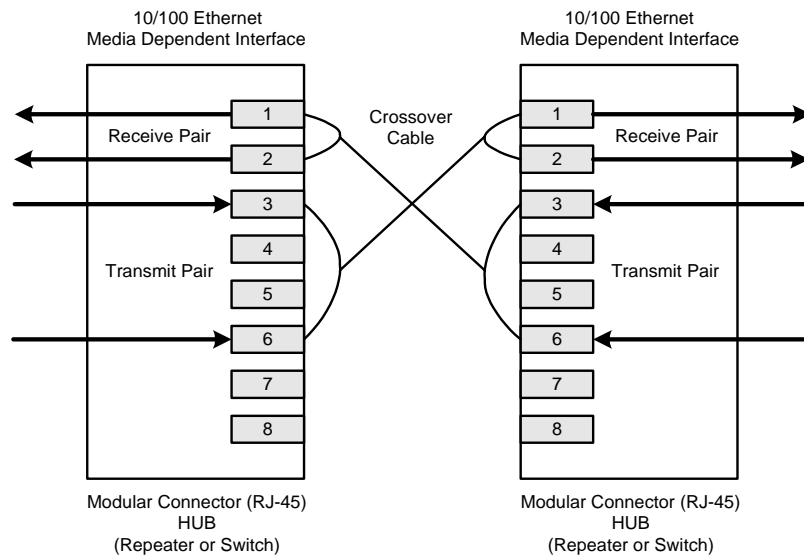 10/100 Ethernet
Media Dependent Interface
10/100 Ethernet
Media Dependent Interface
1
Receive Pair
2
3
4
Transmit Pair
5
6
7
8
Crossover
Cable
1
Receive Pair
2
3
4
Transmit Pair
5
6
7
8
Modular Connector (RJ-45)
HUB
(Repeater or Switch)
Modular Connector (RJ-45)
HUB
(Repeater or Switch)